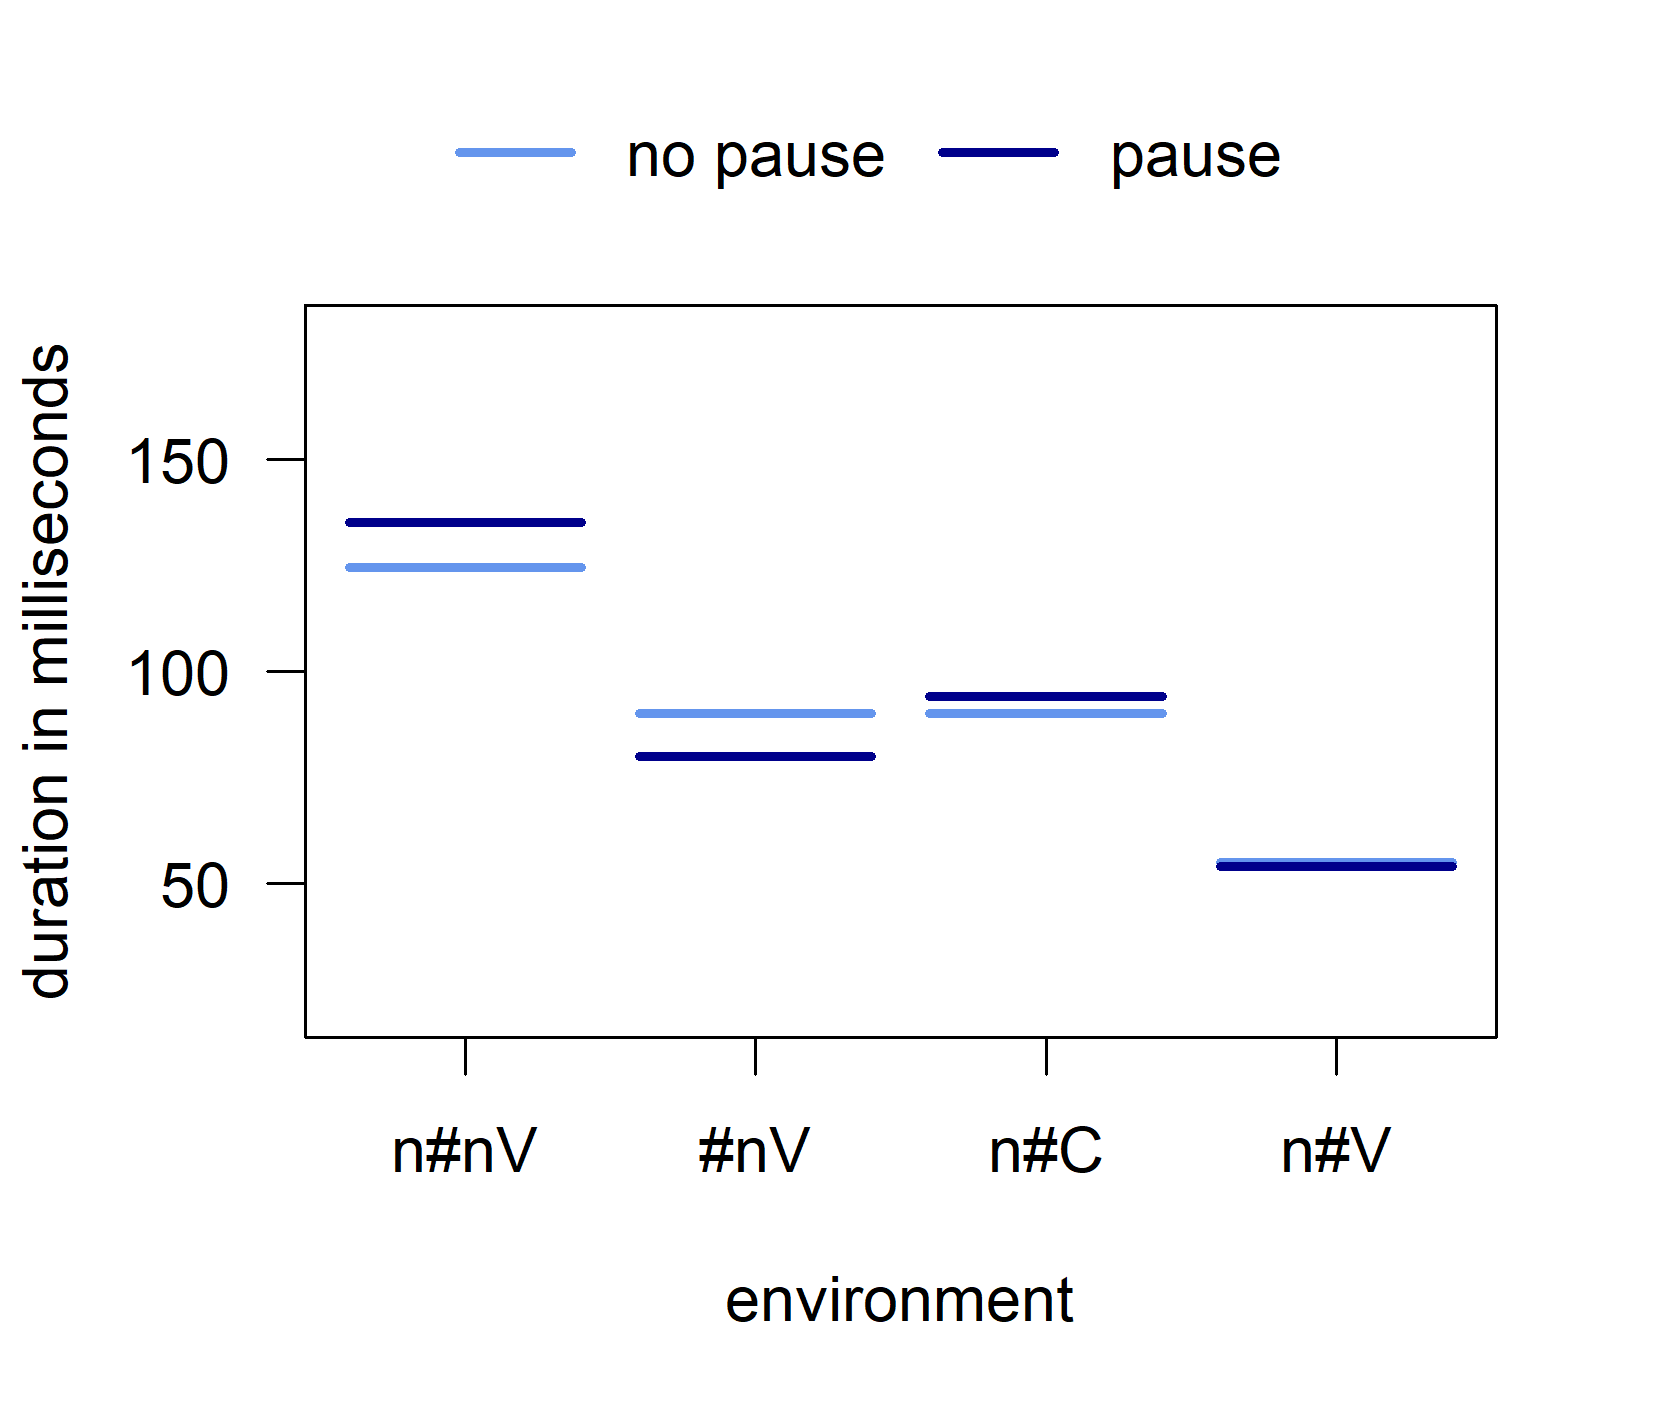 no pause pause
duration in milliseconds
150
100
50
n#nV #nV n#C n#V
environment